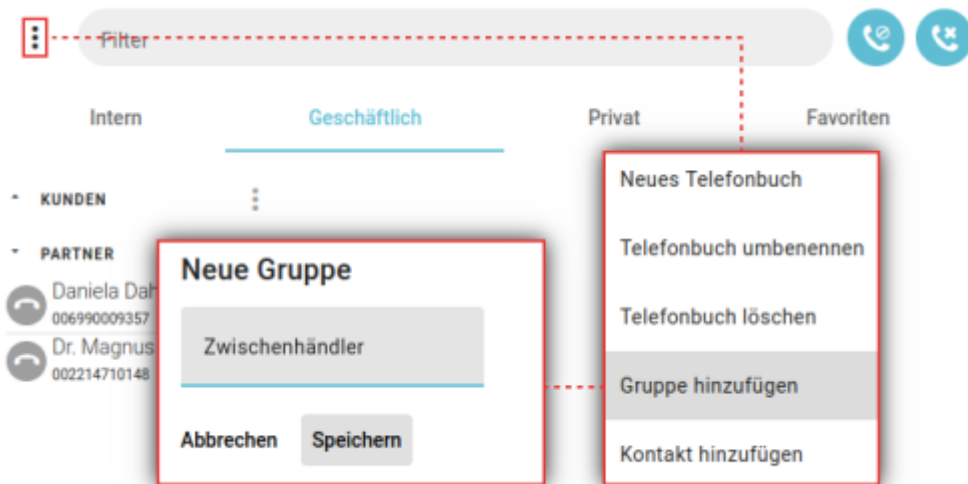 Filter
Intern
Geschäftlich
Privat
Favoriten
KUNDEN
PARTNER
Daniela
006990009357
Dr. Magnus
002214710148
Neue Gruppe
Zwischenhändler
Abbrechen
Speichern
Neues Telefonbuch
Telefonbuch umbenennen
Telefonbuch löschen
Gruppe hinzufügen
Kontakt hinzufügen